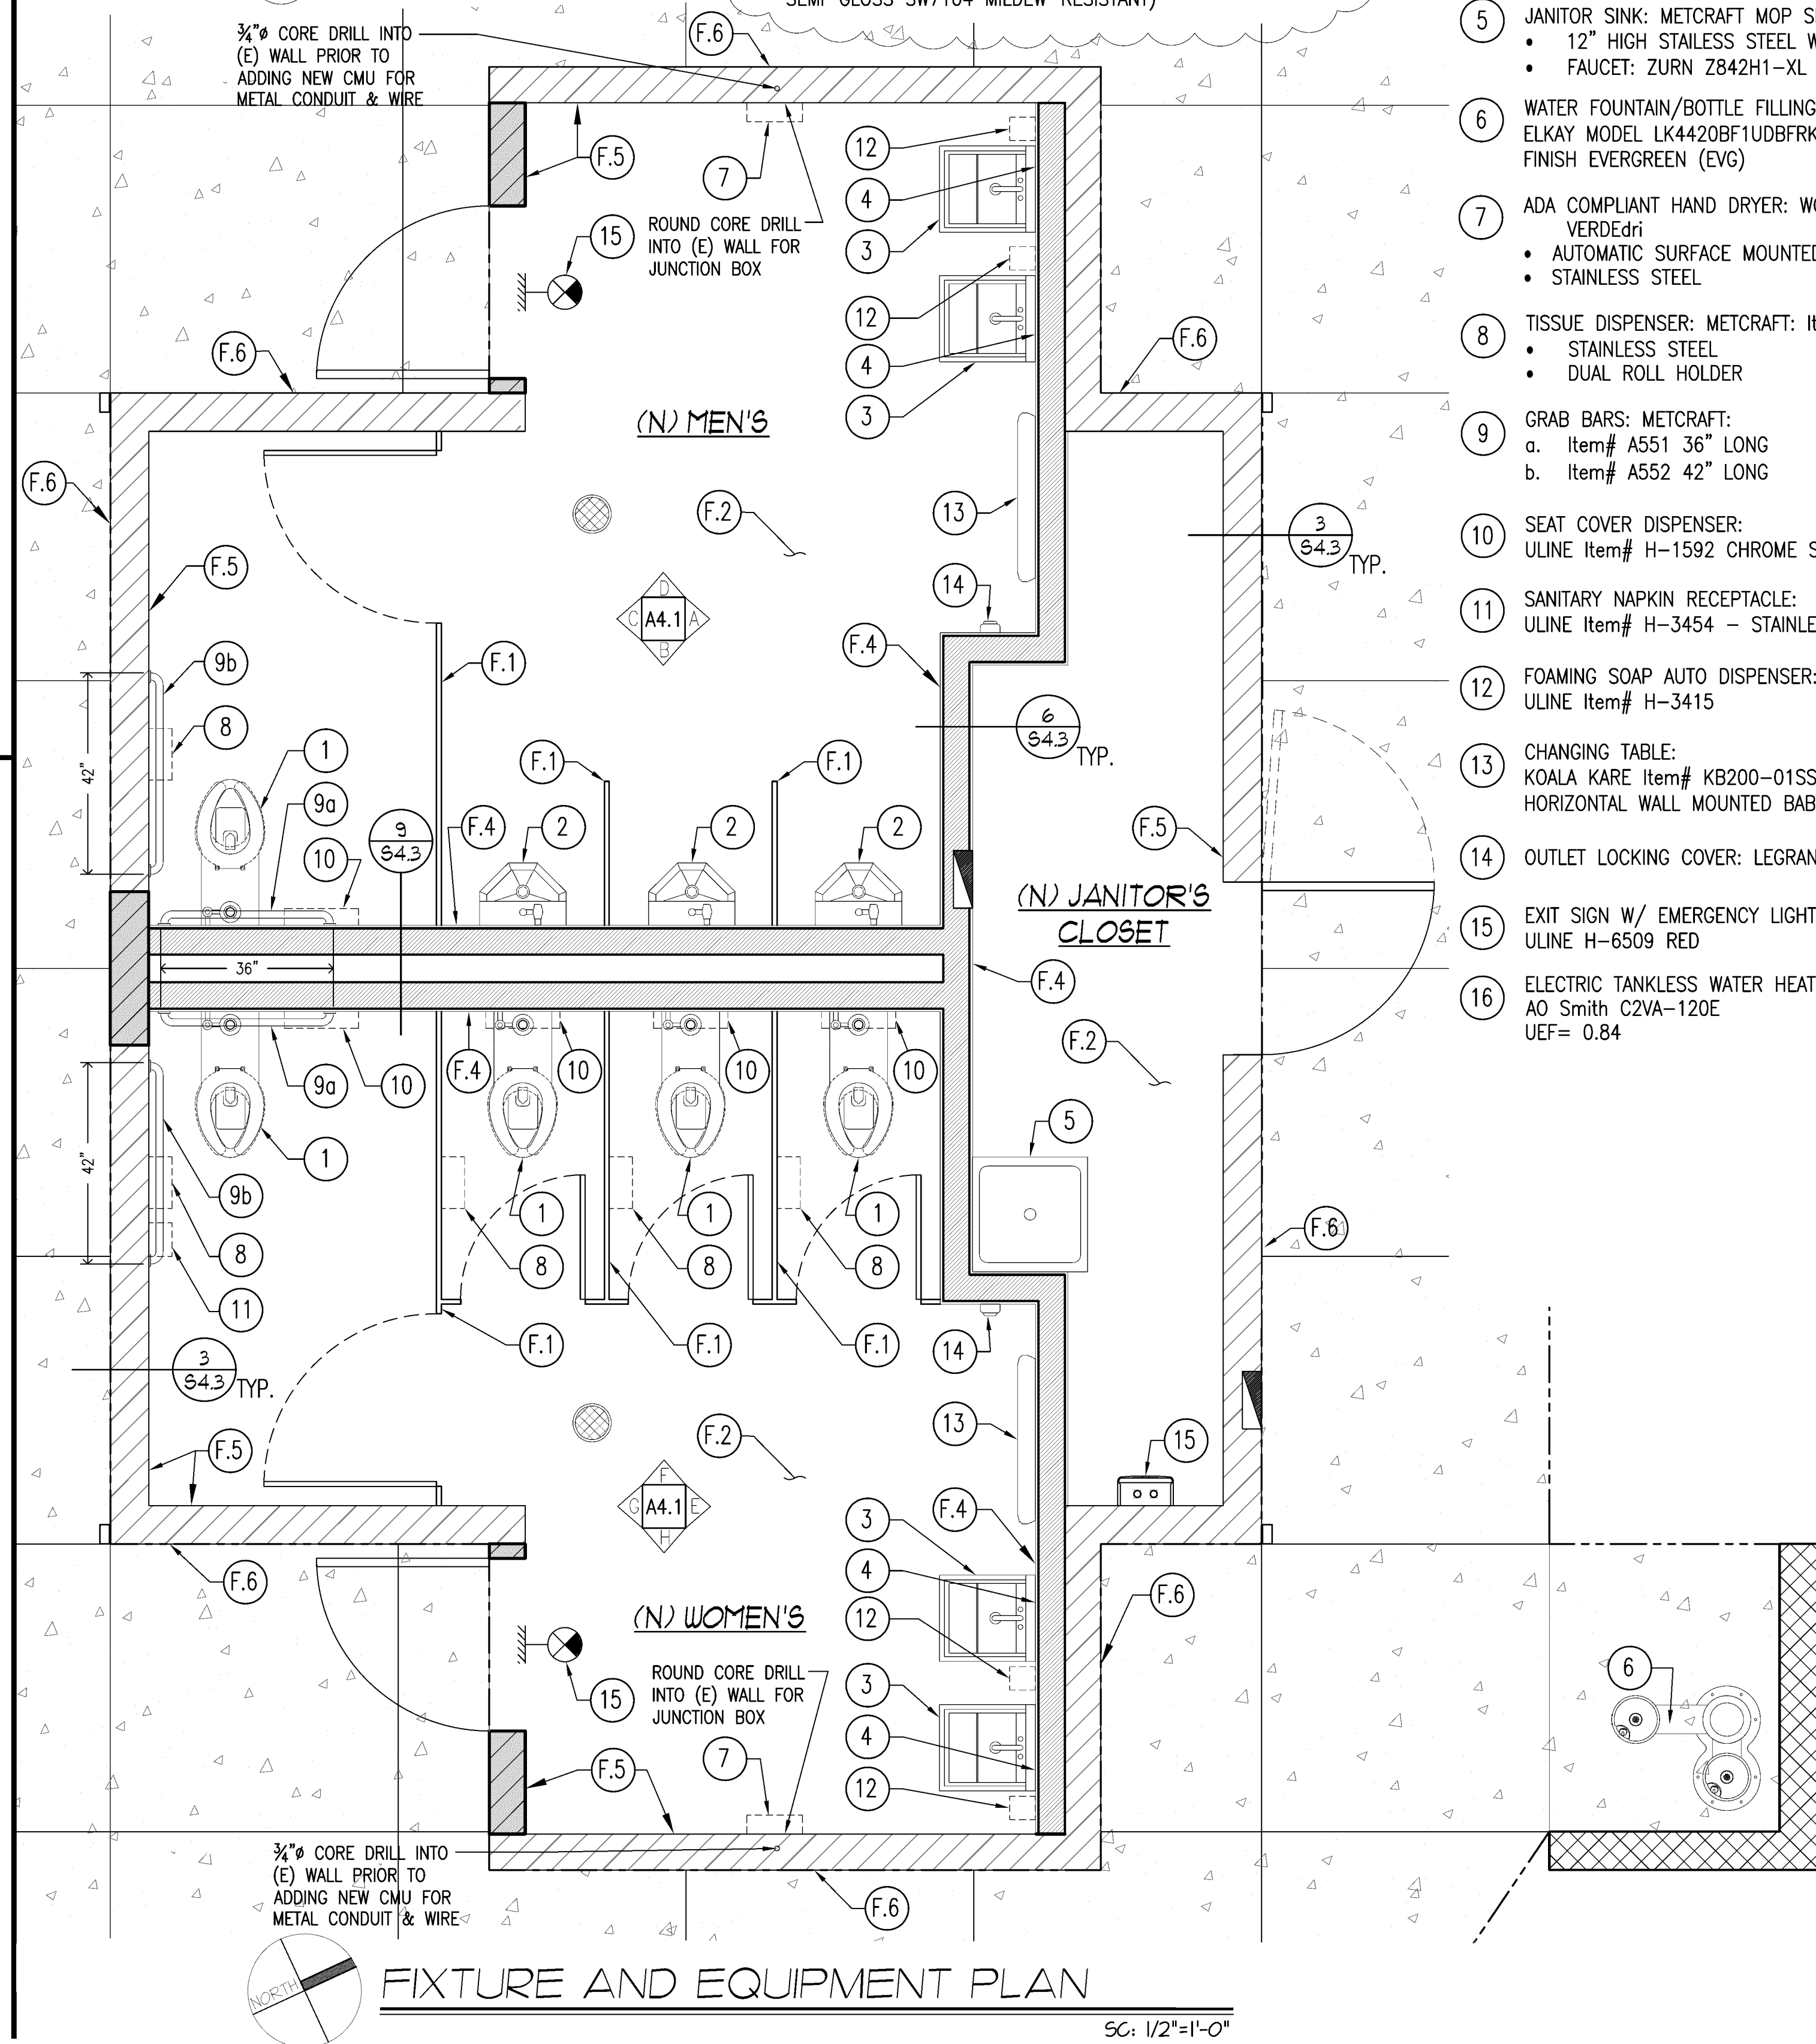 SEMI-GLOSS SW7104 MILDEW RESISTANT)
¾"ø CORE DRILL INTO
(E) WALL PRIOR TO
ADDING NEW CMU FOR
METAL CONDUIT & WIRE
F.6
F.5
7
12
4
3
15
ROUND CORE DRILL
INTO (E) WALL FOR
JUNCTION BOX
12
4
3
F.6
F.6
(N) MEN'S
F.6
F.5
F.2
13
3
S4.3
TYP.
14
D
C
A4.1
A
B
F.4
F.1
9b
8
42"
1
9a
10
9
S4.3
F.1
F.1
6
S4.3
TYP.
F.4
2
2
2
F.5
(N) JANITOR'S
CLOSET
36"
F.4
F.2
9a
10
F.4
10
10
10
42"
1
9b
8
11
1
1
1
8
8
8
5
F.6
F.1
F.1
F.1
14
3
S4.3
TYP.
F.5
F.2
13
15
F
G
A4.1
E
H
F.4
3
4
12
F.6
F.6
(N) WOMEN'S
15
ROUND CORE DRILL
INTO (E) WALL FOR
JUNCTION BOX
3
4
12
7
F.5
6
¾"ø CORE DRILL INTO
(E) WALL PRIOR TO
ADDING NEW CMU FOR
METAL CONDUIT & WIRE
F.6
NORTH
FIXTURE AND EQUIPMENT PLAN
SC: 1/2"=1'-0"
5
JANITOR SINK: METCRAFT MOP
• 12" HIGH STAILESS STEEL
• FAUCET: ZURN Z842H1-XL
6
WATER FOUNTAIN/BOTTLE FILLING
ELKAY MODEL LK4420BF1UDBFRK
FINISH EVERGREEN (EVG)
7
ADA COMPLIANT HAND DRYER:
VERDEdri
• AUTOMATIC SURFACE MOUNTED
• STAINLESS STEEL
8
TISSUE DISPENSER: METCRAFT:
• STAINLESS STEEL
• DUAL ROLL HOLDER
9
GRAB BARS: METCRAFT:
a. Item# A551 36" LONG
b. Item# A552 42" LONG
10
SEAT COVER DISPENSER:
ULINE Item# H-1592 CHROME
11
SANITARY NAPKIN RECEPTACLE:
ULINE Item# H-3454 - STAINLE
12
FOAMING SOAP AUTO DISPENSER:
ULINE Item# H-3415
13
CHANGING TABLE:
KOALA KARE Item# KB200-01SS
HORIZONTAL WALL MOUNTED BAB
14
OUTLET LOCKING COVER: LEGRAN
15
EXIT SIGN W/ EMERGENCY LIGHT
ULINE H-6509 RED
16
ELECTRIC TANKLESS WATER HEAT
AO Smith C2VA-120E
UEF= 0.84